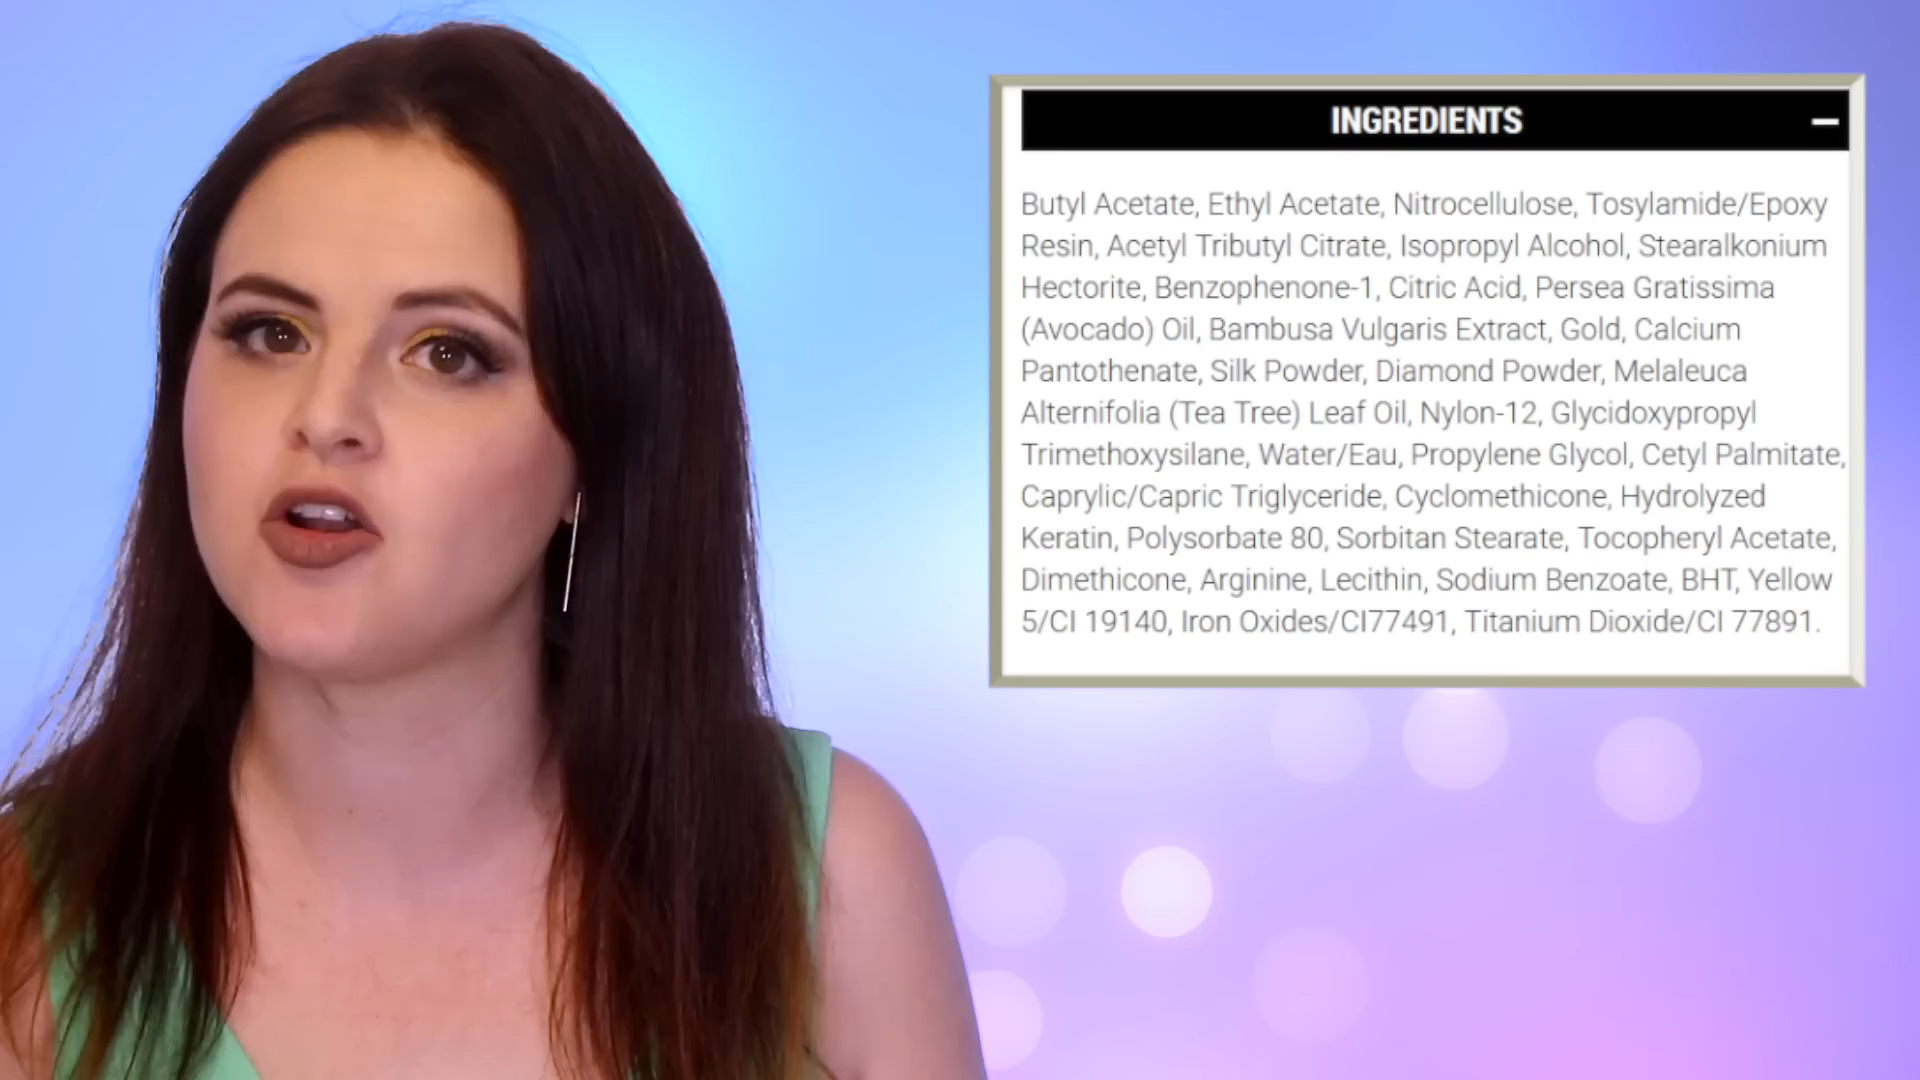 INGREDIENTS
Butyl Acetate, Ethyl Acetate, Nitrocellulose, Tosylamide/Epoxy
Resin, Acetyl Tributyl Citrate, Isopropyl Alcohol, Stearalkonium
Hectorite, Benzophenone-1, Citric Acid, Persea Gratissima
(Avocado) Oil, Bambusa Vulgaris Extract, Gold, Calcium
Pantothenate, Silk Powder, Diamond Powder, Melaleuca
Alternifolia (Tea Tree) Leaf Oil, Nylon-12, Glycidoxypropyl
Trimethoxysilane, Water/Eau, Propylene Glycol, Cetyl Palmitate,
Caprylic/Capric Triglyceride, Cyclomethicone, Hydrolyzed
Keratin, Polysorbate 80, Sorbitan Stearate, Tocopheryl Acetate,
Dimethicone, Arginine, Lecithin, Sodium Benzoate, BHT, Yellow
5/CI 19140, Iron Oxides/CI77491, Titanium Dioxide/CI 77891.